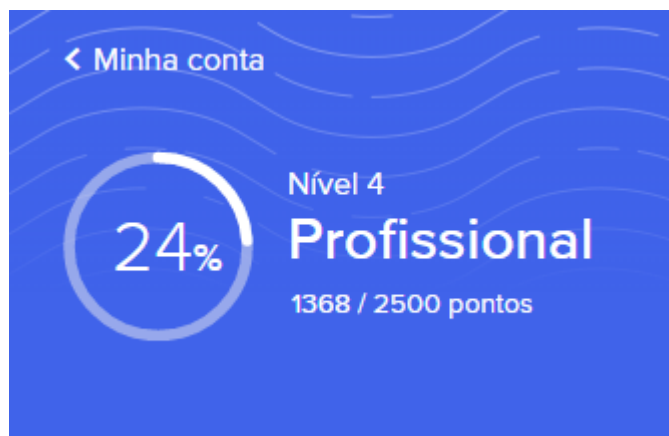 Minha conta
24%
Nível 4
Profissional
1368 / 2500 pontos